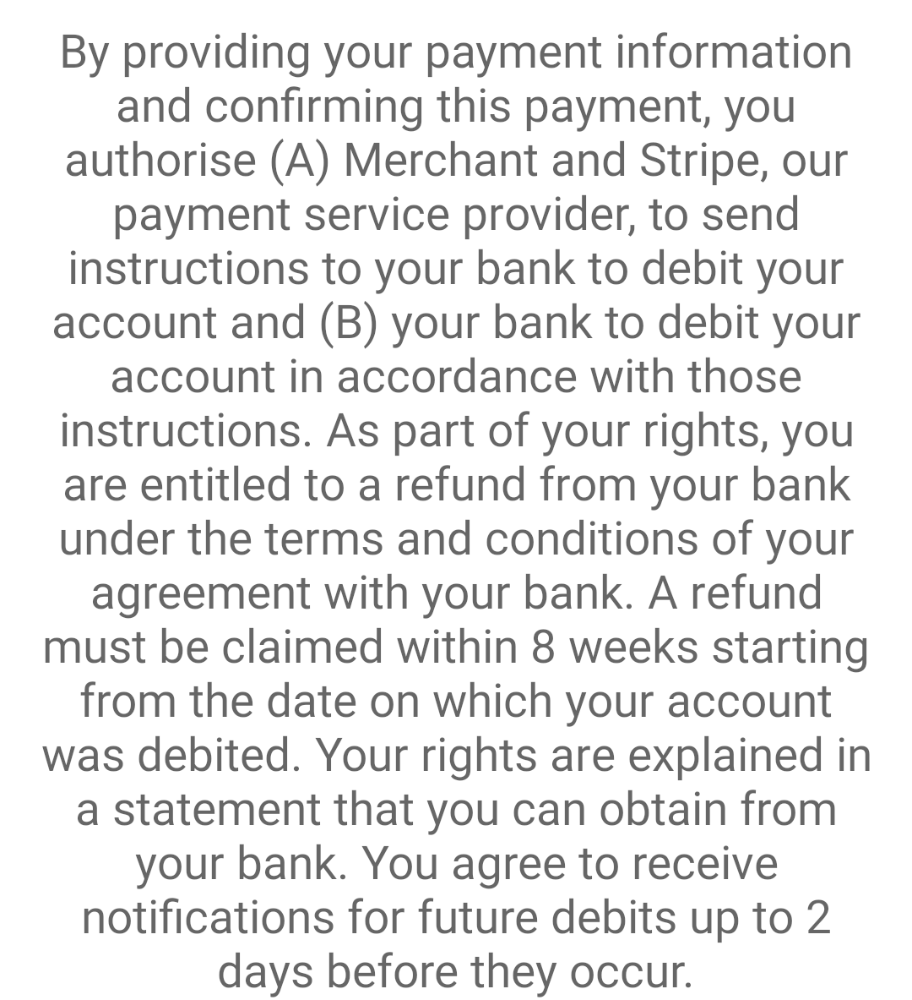 By providing your payment information
and confirming this payment, you
authorise (A) Merchant and Stripe, our
payment service provider, to send
instructions to your bank to debit your
account and (B) your bank to debit your
account in accordance with those
instructions. As part of your rights, you
are entitled to a refund from your bank
under the terms and conditions of your
agreement with your bank. A refund
must be claimed within 8 weeks starting
from the date on which your account
was debited. Your rights are explained in
a statement that you can obtain from
your bank. You agree to receive
notifications for future debits up to 2
days before they occur.